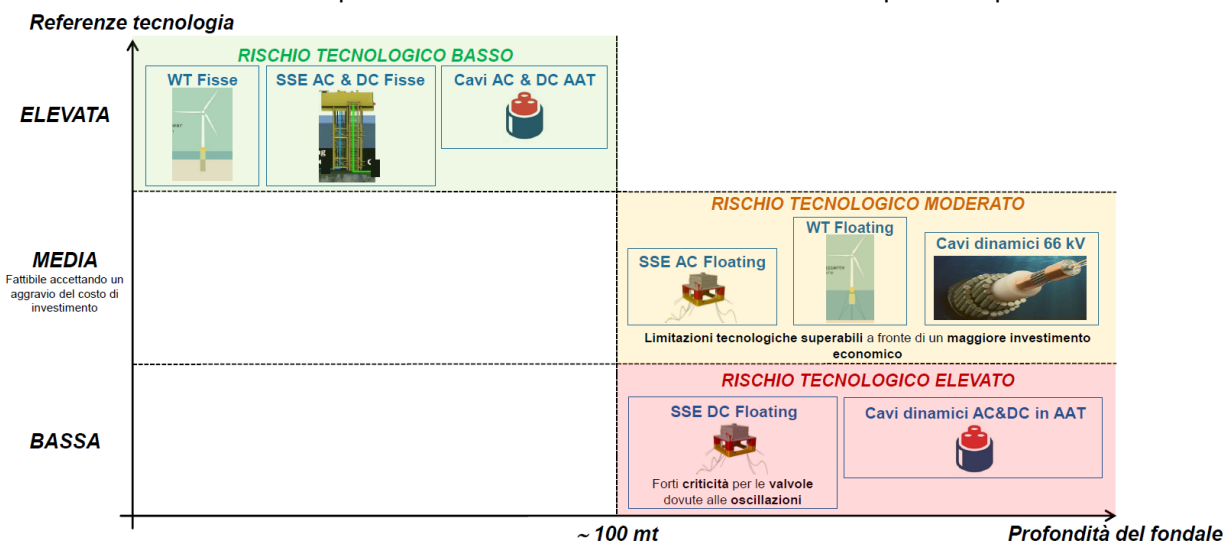 Referenze tecnologia
RISCHIO TECNOLOGICO BASSO
WT Fisse
SSE AC & DC Fisse
Cavi AC & DC AAT
ELEVATA
RISCHIO TECNOLOGICO MODERATO
WT Floating
SSE AC Floating
Cavi dinamici 66 kV
MEDIA
Fattibile accettando un
aggravio del costo di
investimento
Limitazioni tecnologiche superabili a fronte di un maggiore investimento
economico
RISCHIO TECNOLOGICO ELEVATO
SSE DC Floating
Cavi dinamici AC&DC in AAT
BASSA
Forti criticità per le valvole
dovute alle oscillazioni
~ 100 mt
Profondità del fondale